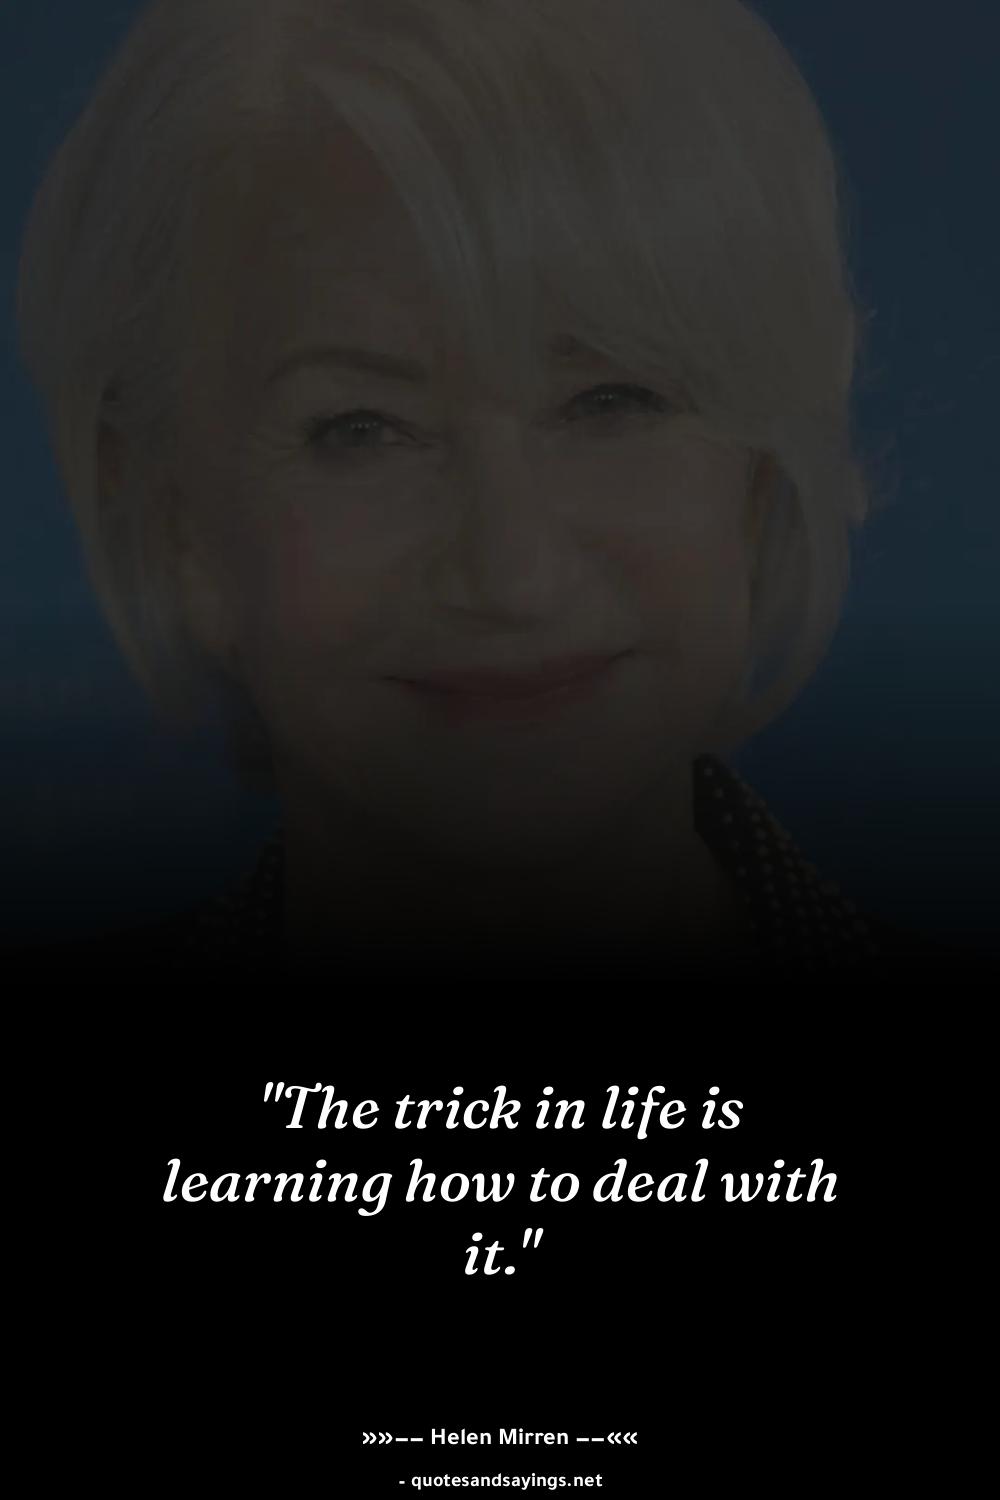 "The trick in life is
learning how to deal with
it."
»»−− Helen Mirren −−««
- quotesandsayings.net